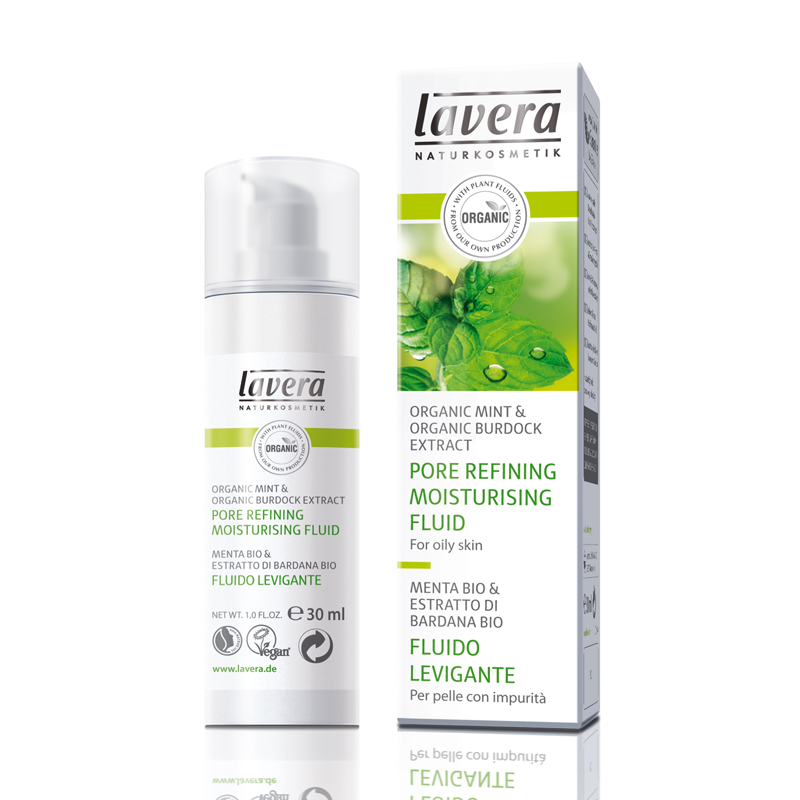 lavera
NATURKOSMETIK
• WITH PLANT FLUIDS •
ORGANIC
FROM OUR OWN PRODUCTION
ORGANIC MINT &
ORGANIC BURDOCK EXTRACT
PORE REFINING
MOISTURISING FLUID
MENTA BIO &
ESTRATTO DI BARDANA BIO
FLUIDO LEVIGANTE
NET WT. 1,0 FL.OZ. ℮ 30 ml
Vegan
www.lavera.de
lavera
NATURKOSMETIK
• WITH PLANT FLUIDS •
ORGANIC
FROM OUR OWN PRODUCTION
ORGANIC MINT &
ORGANIC BURDOCK
EXTRACT
PORE REFINING
MOISTURISING
FLUID
For oily skin
MENTA BIO &
ESTRATTO DI
BARDANA BIO
FLUIDO
LEVIGANTE
Per pelle con impurità